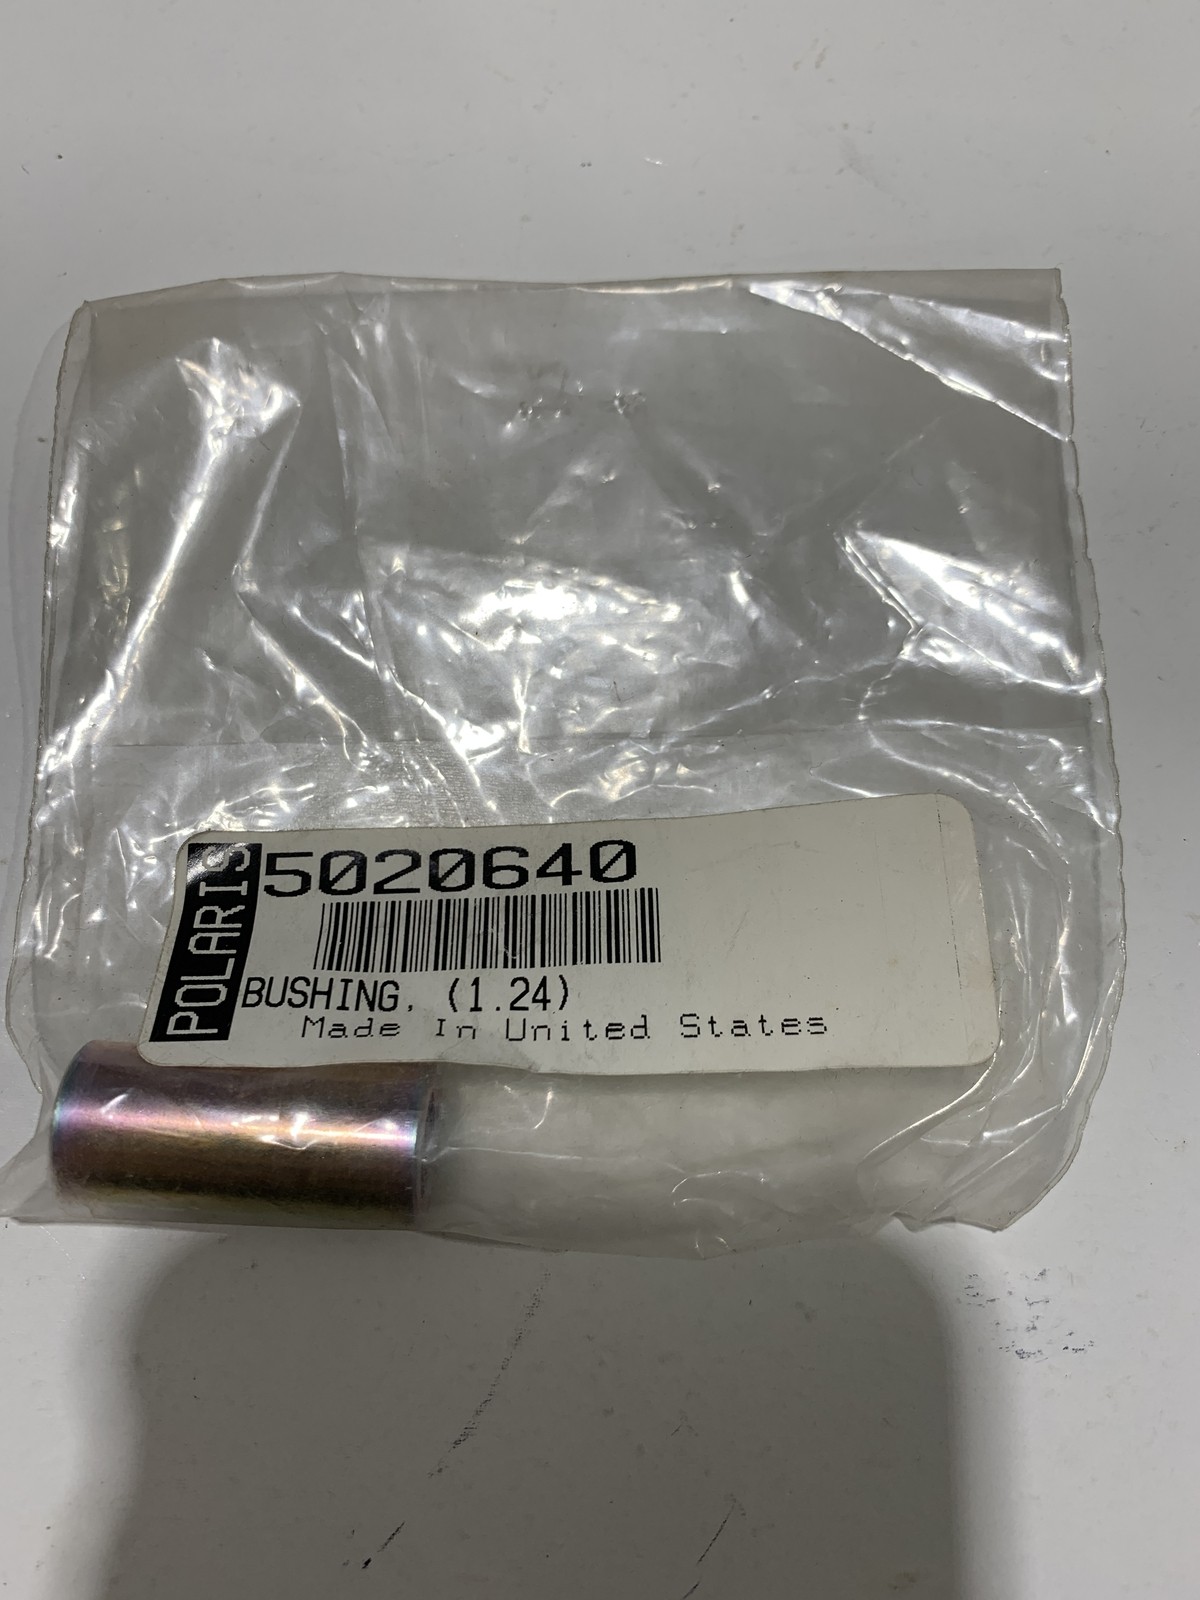 POLARIS
5020640
BUSHING, (1.24)
Made In United States